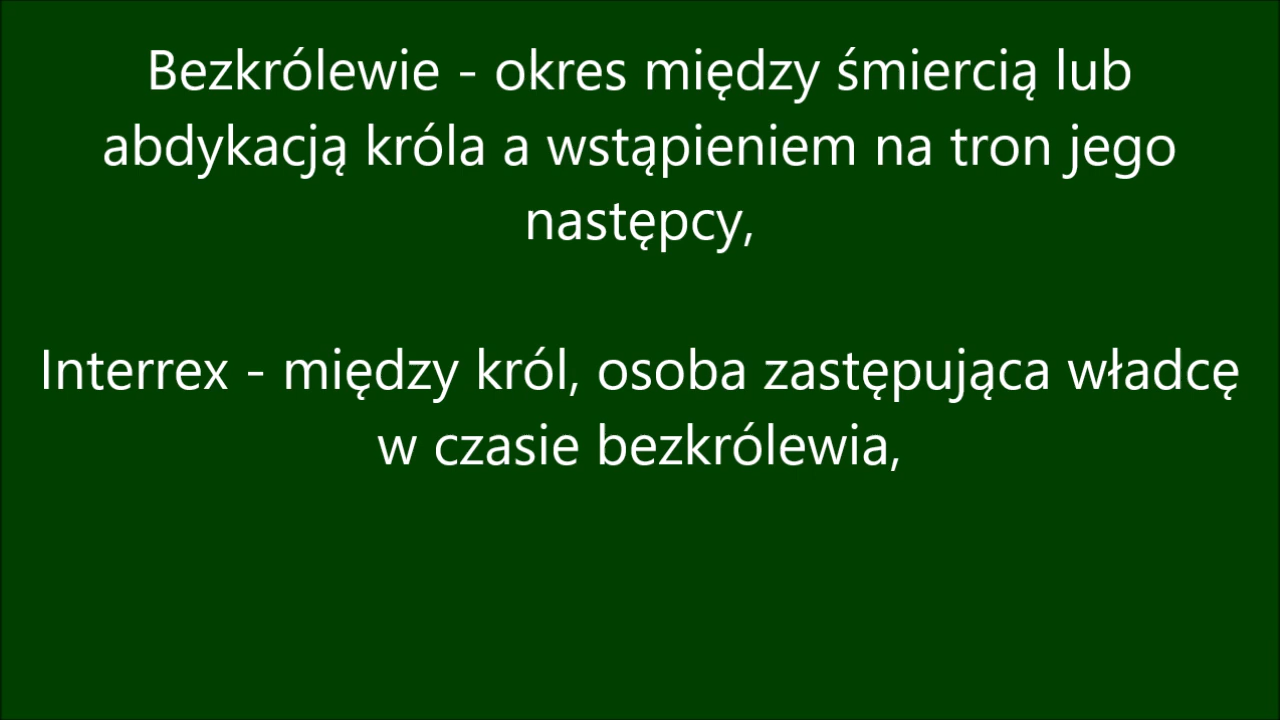 Bezkrólewie - okres między śmiercią lub
abdykacją króla a wstąpieniem na tron jego
następcy,
Interrex - między król, osoba zastępująca władcę
w czasie bezkrólewia,